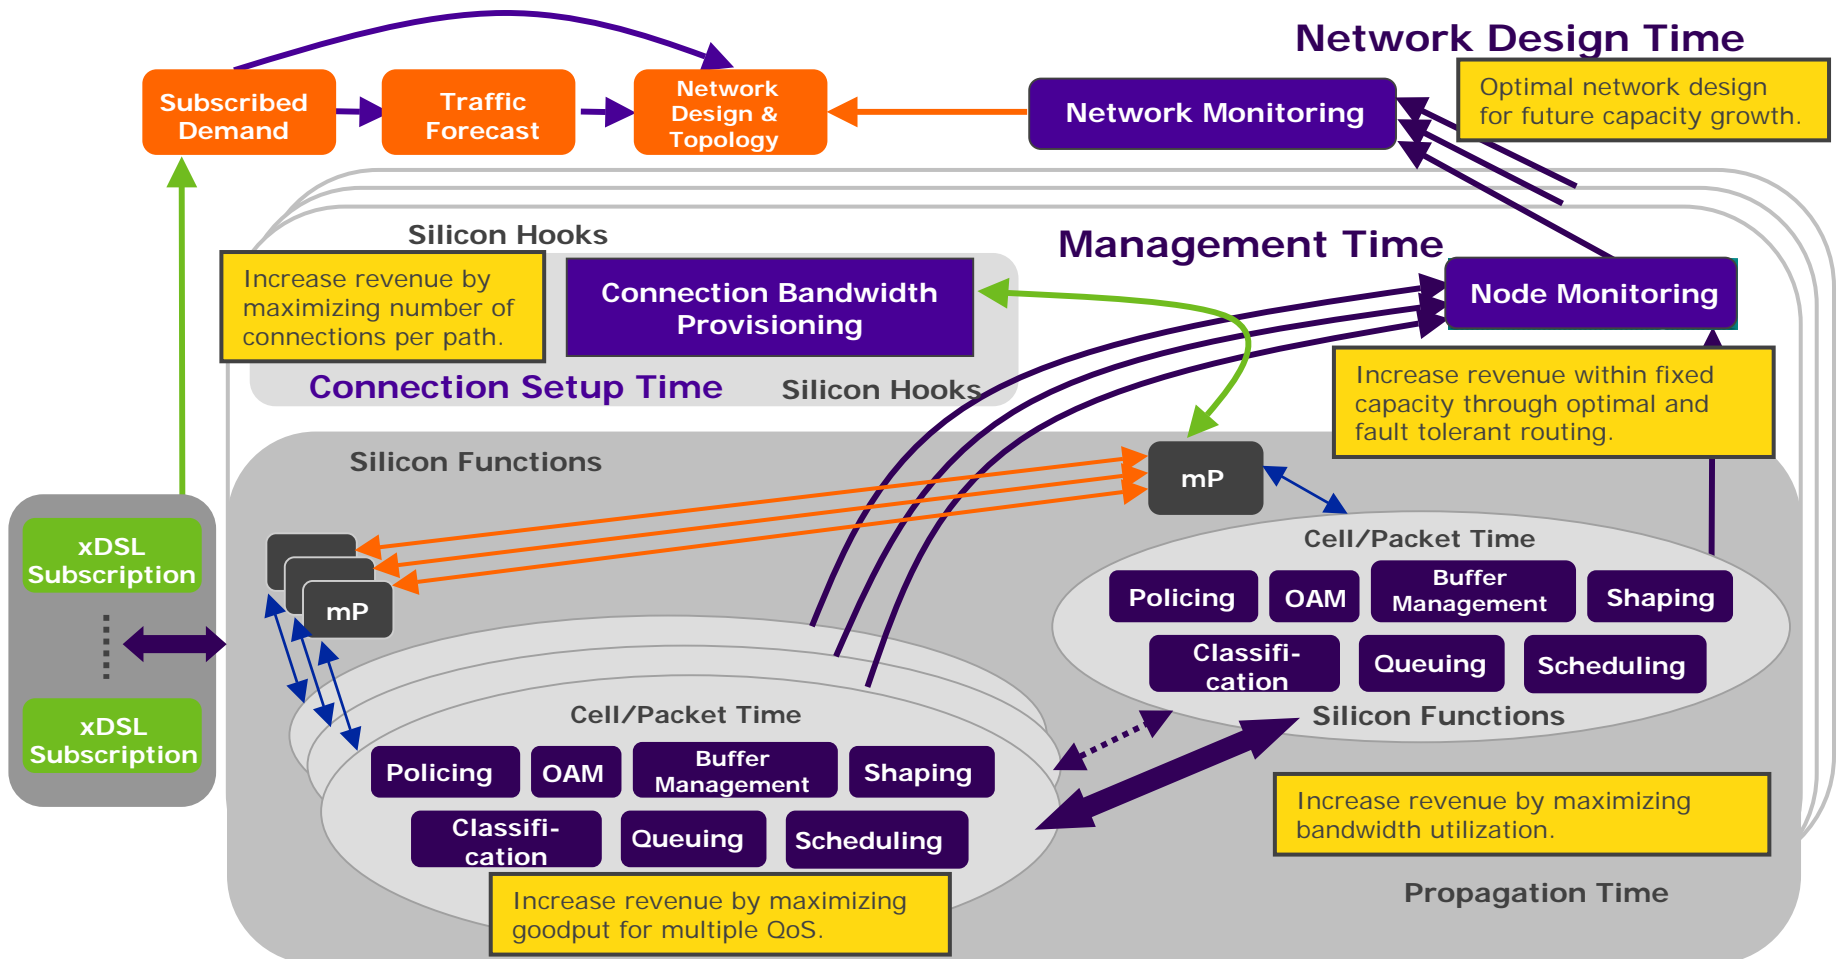 Network Design Time
Subscribed
Demand
Traffic
Forecast
Network
Design &
Topology
Network Monitoring
Optimal network design
for future capacity growth.
Silicon Hooks
Management Time
Increase revenue by
maximizing number of
connections per path.
Connection Bandwidth
Provisioning
Node Monitoring
Connection Setup Time
Silicon Hooks
Increase revenue within fixed
capacity through optimal and
fault tolerant routing.
Silicon Functions
mP
xDSL
Subscription
mP
Cell/Packet Time
Policing
OAM
Buffer
Management
Shaping
Classifi-
cation
Queuing
Scheduling
Silicon Functions
xDSL
Subscription
Cell/Packet Time
Policing
OAM
Buffer
Management
Shaping
Classifi-
cation
Queuing
Scheduling
Increase revenue by maximizing
bandwidth utilization.
Increase revenue by maximizing
goodput for multiple QoS.
Propagation Time